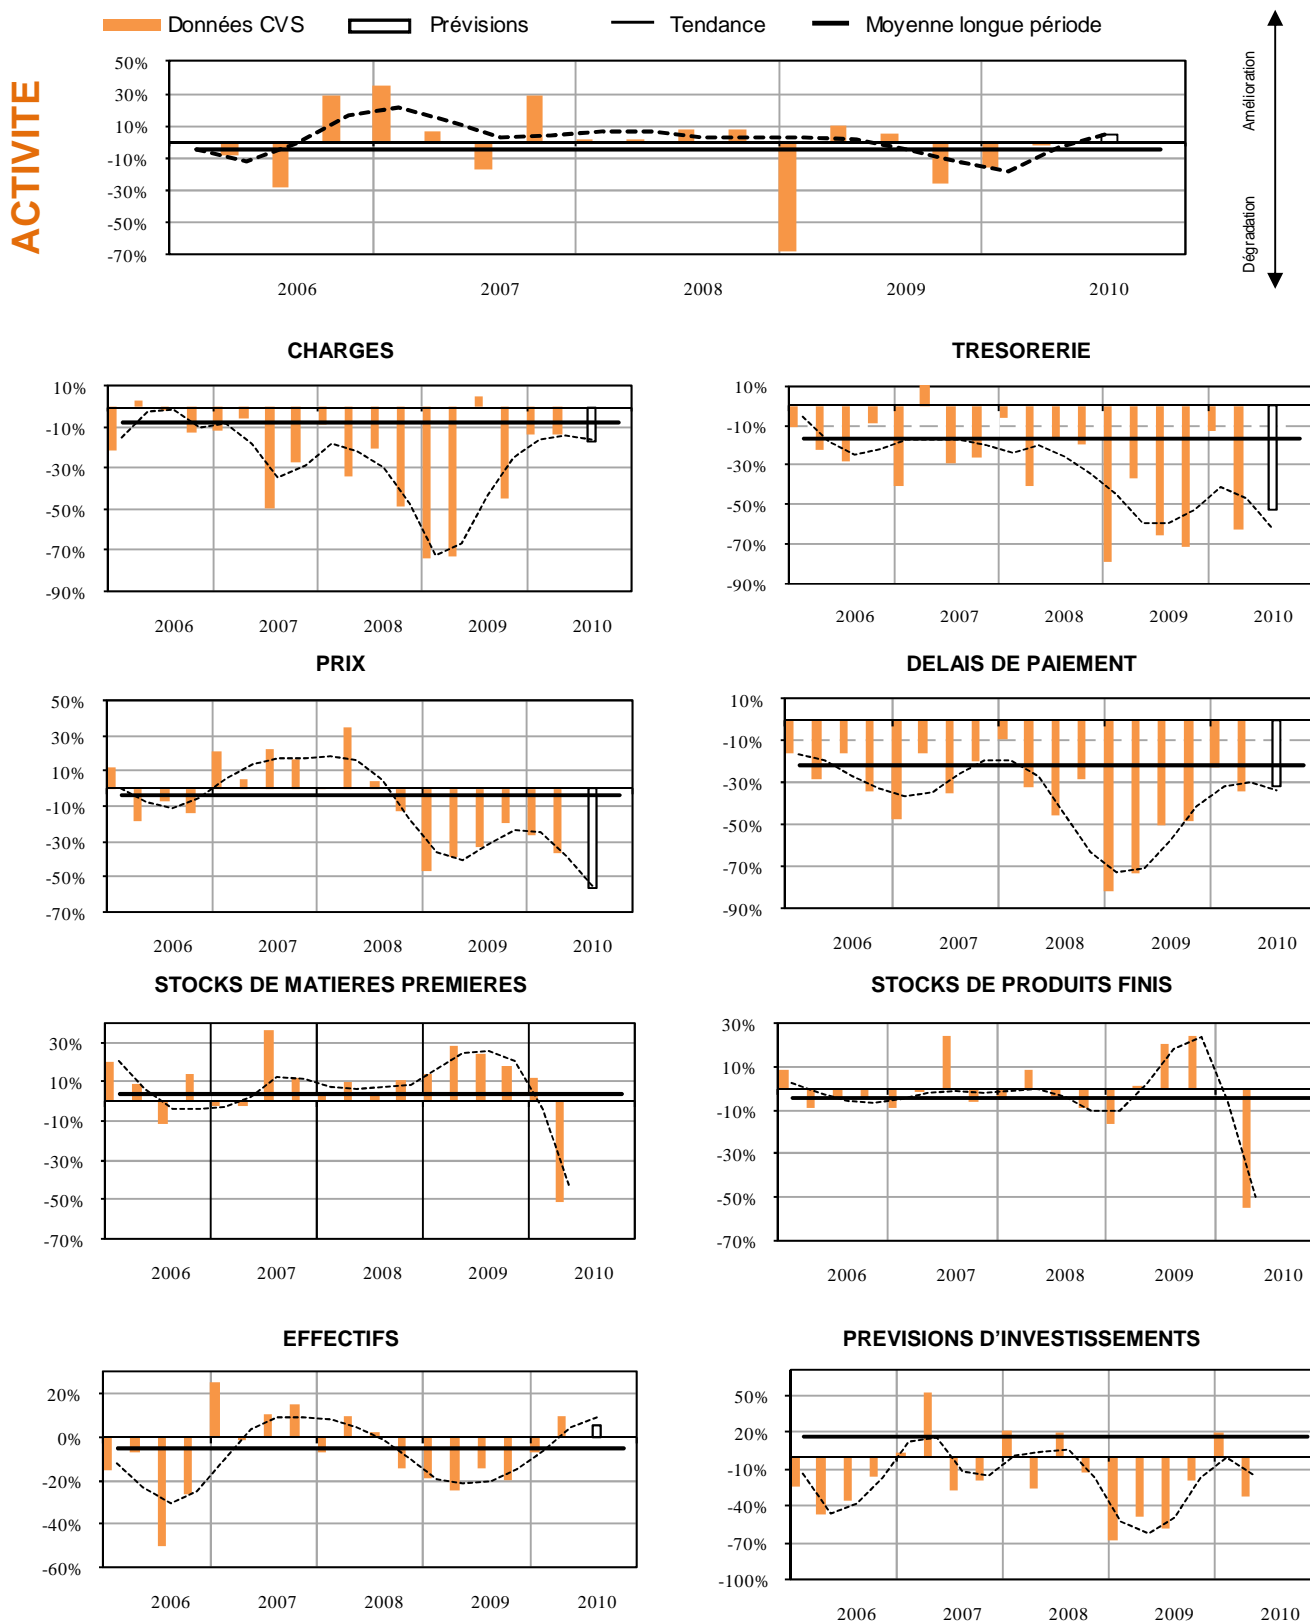 Données CVS Prévisions Tendance Moyenne longue période
ACTIVITE
50%
30%
10%
-10%
-30%
-50%
-70%
2006 2007 2008 2009 2010
Amélioration
Dégradation
CHARGES
10%
-10%
-30%
-50%
-70%
-90%
2006 2007 2008 2009 2010
TRESORERIE
10%
-10%
-30%
-50%
-70%
-90%
2006 2007 2008 2009 2010
PRIX
50%
30%
10%
-10%
-30%
-50%
-70%
2006 2007 2008 2009 2010
DELAIS DE PAIEMENT
10%
-10%
-30%
-50%
-70%
-90%
2006 2007 2008 2009 2010
STOCKS DE MATIERES PREMIERES
30%
10%
-10%
-30%
-50%
-70%
2006 2007 2008 2009 2010
STOCKS DE PRODUITS FINIS
30%
10%
-10%
-30%
-50%
-70%
2006 2007 2008 2009 2010
EFFECTIFS
20%
0%
-20%
-40%
-60%
2006 2007 2008 2009 2010
PREVISIONS D'INVESTISSEMENTS
50%
20%
-10%
-40%
-70%
-100%
2006 2007 2008 2009 2010